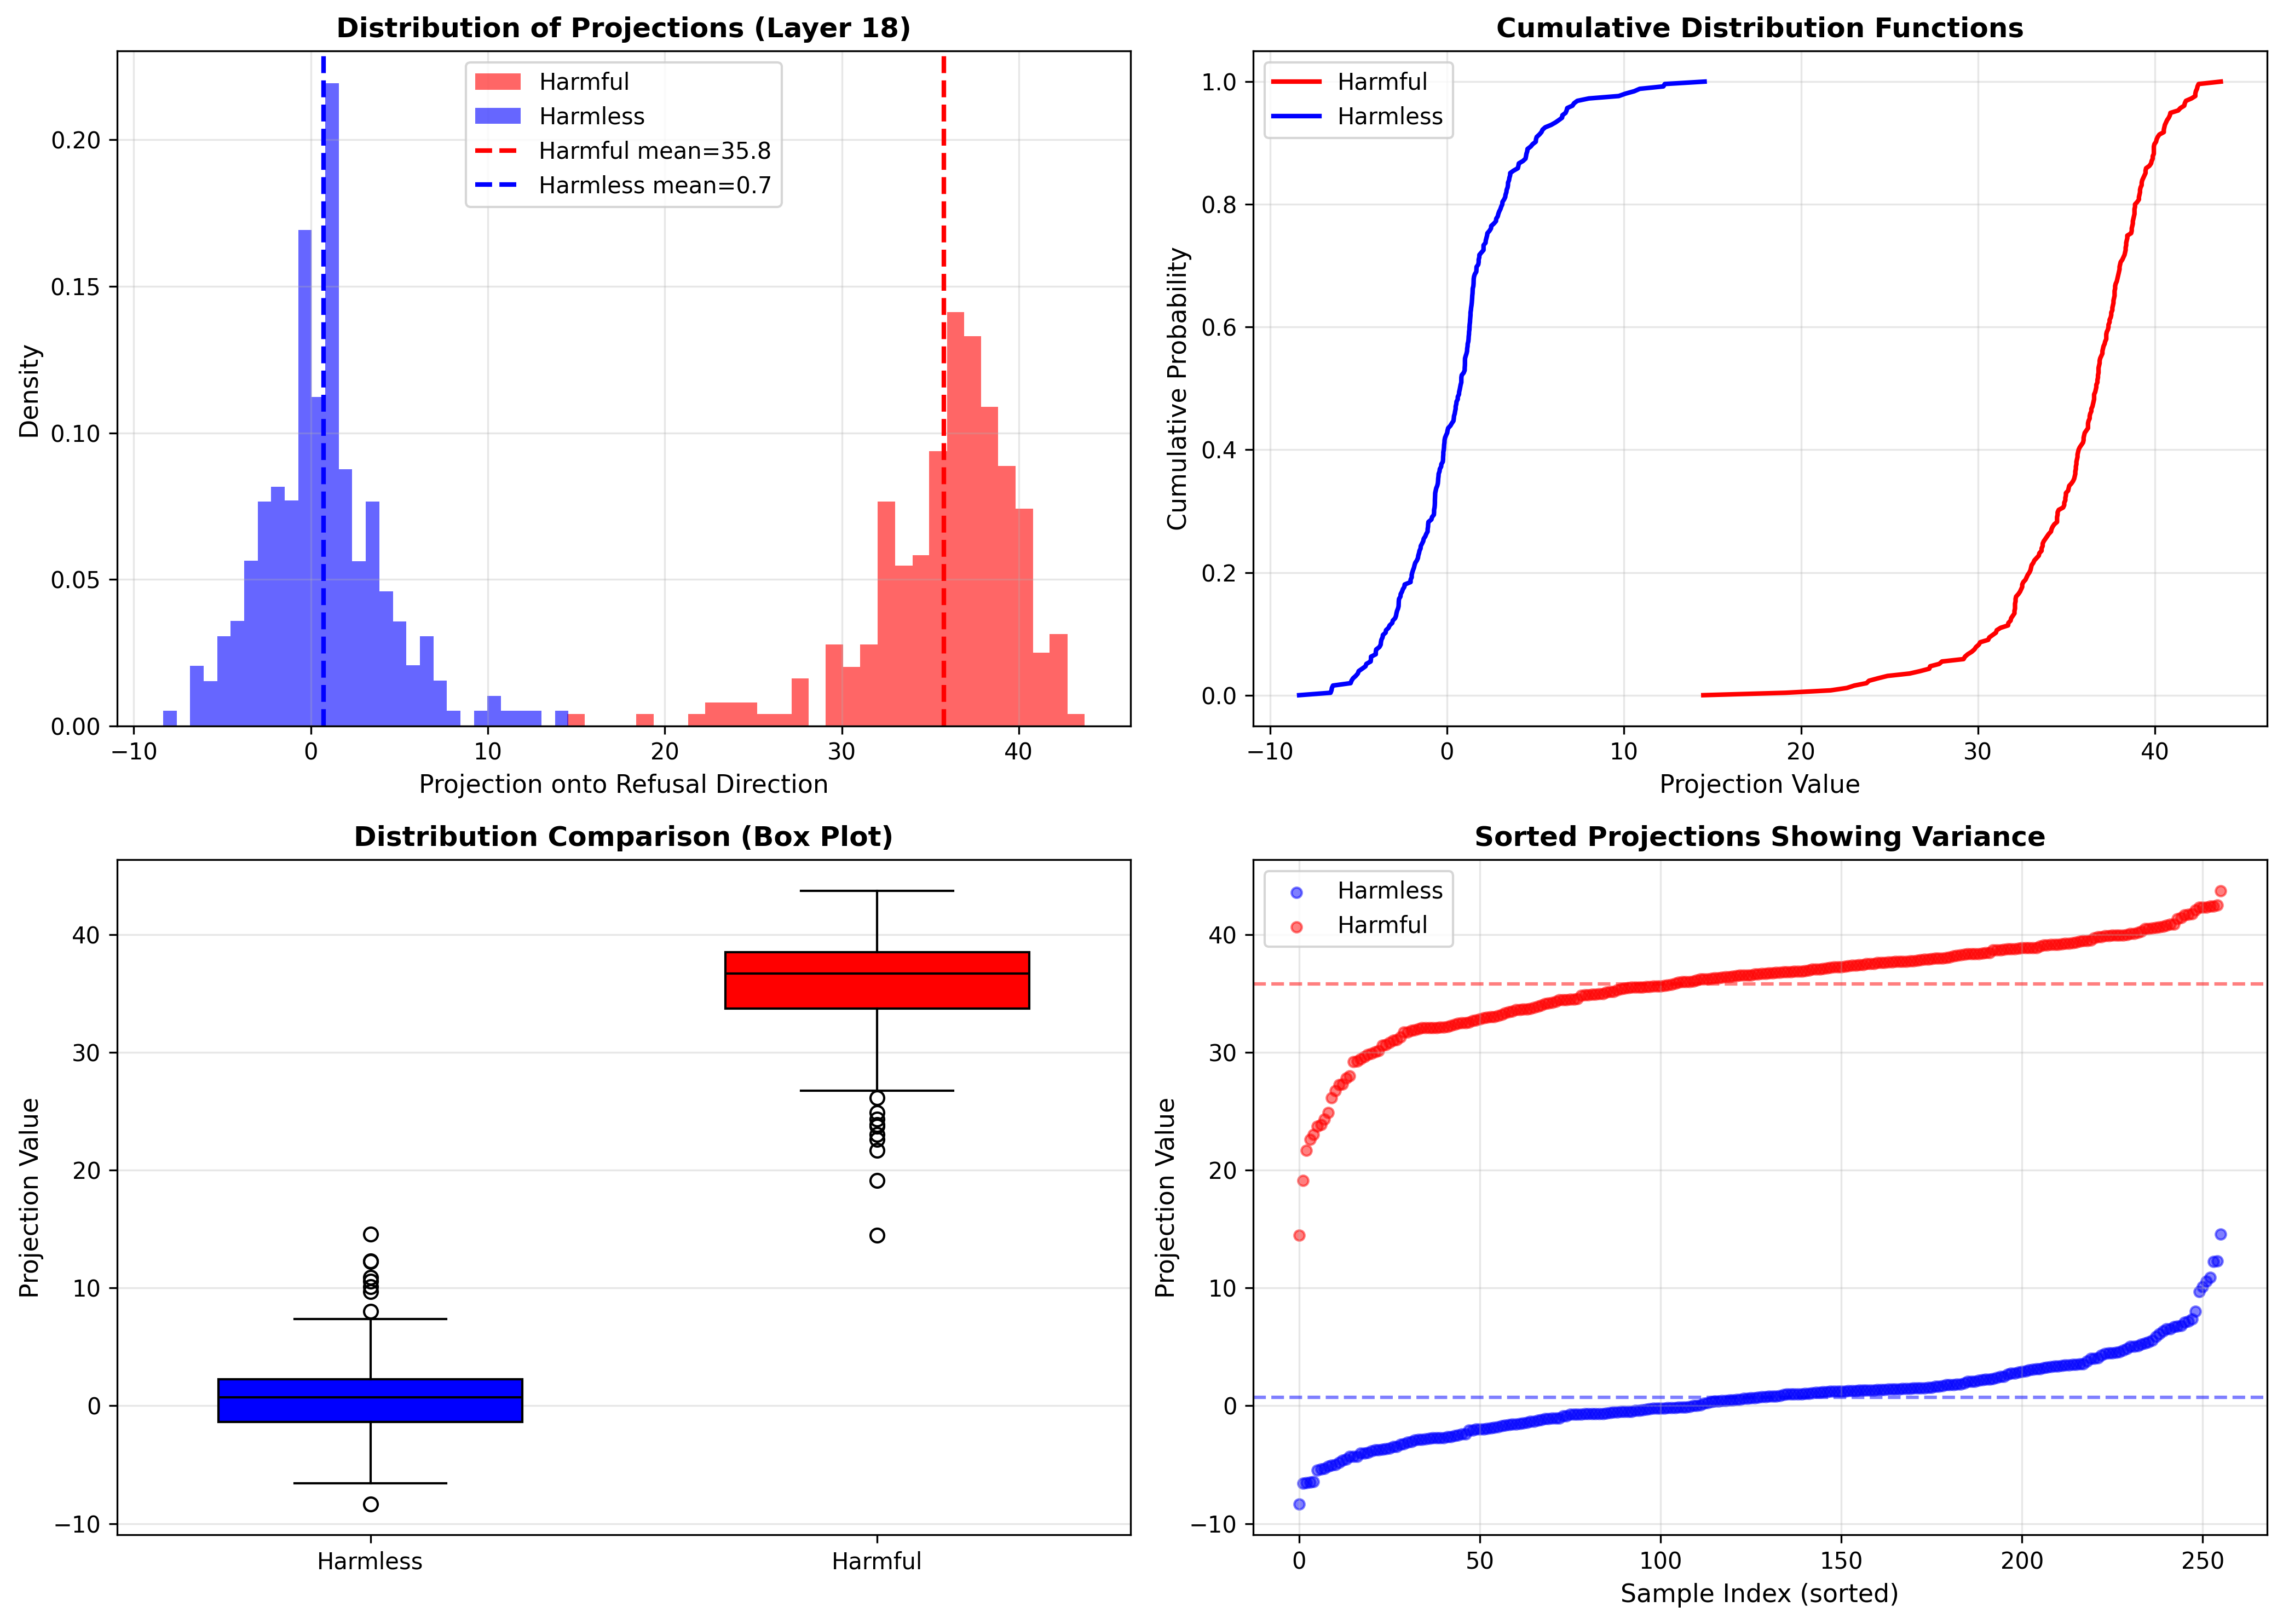 Distribution of Projections (Layer 18)
Harmful
Harmless
Harmful mean=35.8
Harmless mean=0.7
0.20
0.15
0.10
0.05
0.00
Density
−10
0
10
20
30
40
Projection onto Refusal Direction
Cumulative Distribution Functions
Harmful
Harmless
1.0
0.8
0.6
0.4
0.2
0.0
Cumulative Probability
−10
0
10
20
30
40
Projection Value
Distribution Comparison (Box Plot)
40
30
20
10
0
−10
Projection Value
Harmless
Harmful
Sorted Projections Showing Variance
Harmless
Harmful
40
30
20
10
0
−10
Projection Value
0
50
100
150
200
250
Sample Index (sorted)